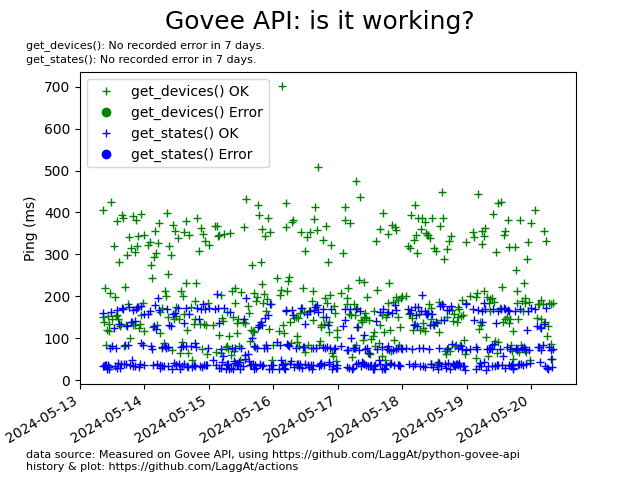 Govee API: is it working?
get_devices(): No recorded error in 7 days.
get_states(): No recorded error in 7 days.
get_devices() OK
get_devices() Error
get_states() OK
get_states() Error
Ping (ms)
700
600
500
400
300
200
100
0
2024-05-13
2024-05-14
2024-05-15
2024-05-16
2024-05-17
2024-05-18
2024-05-19
2024-05-20
data source: Measured on Govee API, using https://github.com/LaggAt/python-govee-api
history & plot: https://github.com/LaggAt/actions